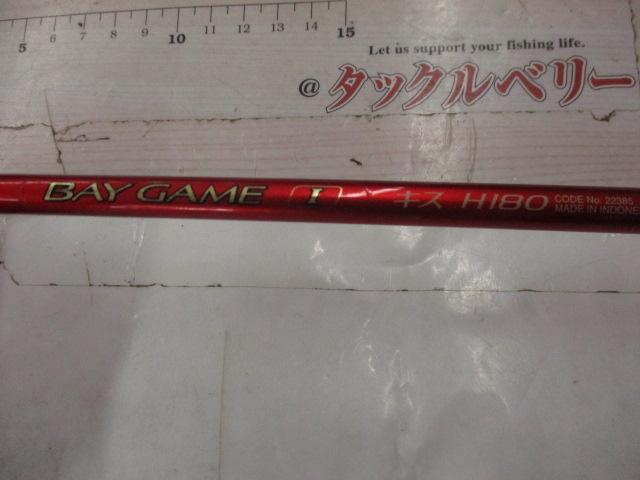 5 6 7 8 9 10 11 12 13 14 15
Let us support your fishing life.
@ タックルベリー
BAY GAME I キス H180
CODE No. 22385
MADE IN INDONE